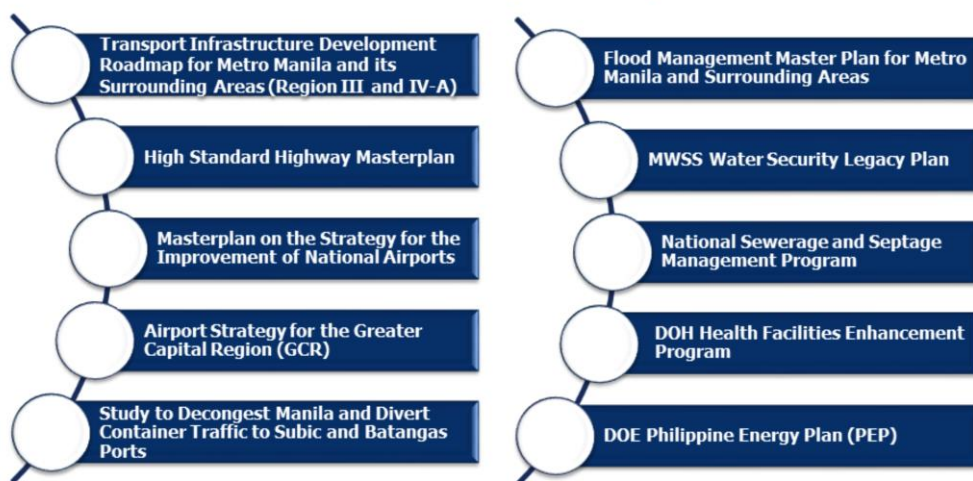 Transport Infrastructure Development
Roadmap for Metro Manila and its
Surrounding Areas (Region III and IV-A)
High Standard Highway Masterplan
Masterplan on the Strategy for the
Improvement of National Airports
Airport Strategy for the Greater
Capital Region (GCR)
Study to Decongest Manila and Divert
Container Traffic to Subic and Batangas
Ports
Flood Management Master Plan for Metro
Manila and Surrounding Areas
MWSS Water Security Legacy Plan
National Sewerage and Septage
Management Program
DOH Health Facilities Enhancement
Program
DOE Philippine Energy Plan (PEP)